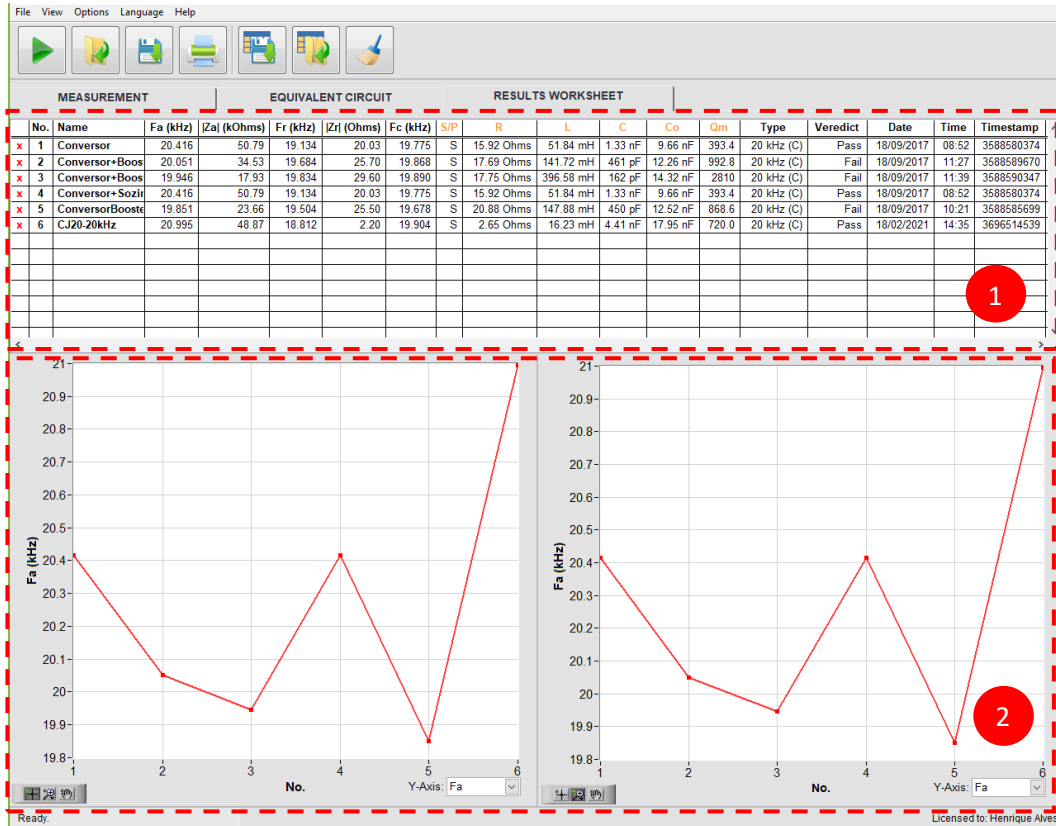 File View Options Language Help
MEASUREMENT EQUIVALENT CIRCUIT RESULTS WORKSHEET
No. Name Fa (kHz) |Za| (kOhms) Fr (kHz) |Zr| (Ohms) Fc (kHz) S/P R L C Co Qm Type Veredict Date Time Timestamp
x 1 Conversor 20.416 50.79 19.134 20.03 19.775 S 15.92 Ohms 51.84 mH 1.33 nF 9.66 nF 393.4 20 kHz (C) Pass 18/09/2017 08:52 3588580374
x 2 Conversor+Boos 20.051 34.53 19.684 25.70 19.868 S 17.69 Ohms 141.72 mH 461 pF 12.26 nF 992.8 20 kHz (C) Fail 18/09/2017 11:27 3588589670
x 3 Conversor+Boos 19.946 17.93 19.834 29.60 19.890 S 17.75 Ohms 396.58 mH 162 pF 14.32 nF 2810 20 kHz (C) Fail 18/09/2017 11:39 3588590347
x 4 Conversor+Sozir 20.416 50.79 19.134 20.03 19.775 S 15.92 Ohms 51.84 mH 1.33 nF 9.66 nF 393.4 20 kHz (C) Pass 18/09/2017 08:52 3588580374
x 5 ConversorBooste 19.851 23.66 19.504 25.50 19.678 S 20.88 Ohms 147.88 mH 450 pF 12.52 nF 868.6 20 kHz (C) Fail 18/09/2017 10:21 3588585699
x 6 CJ20-20kHz 20.995 48.87 18.812 2.20 19.904 S 2.65 Ohms 16.23 mH 4.41 nF 17.95 nF 720.0 20 kHz (C) Pass 18/02/2021 14:35 3696514539
1
21
20.9
20.8
20.7
20.6
20.5
20.4
20.3
20.2
20.1
20
19.9
19.8
Fa (kHz)
1 2 3 4 5 6
No.
Y-Axis: Fa
21
20.9
20.8
20.7
20.6
20.5
20.4
20.3
20.2
20.1
20
19.9
19.8
Fa (kHz)
1 2 3 4 5 6
No.
Y-Axis: Fa
2
Ready.
Licensed to: Henrique Alves